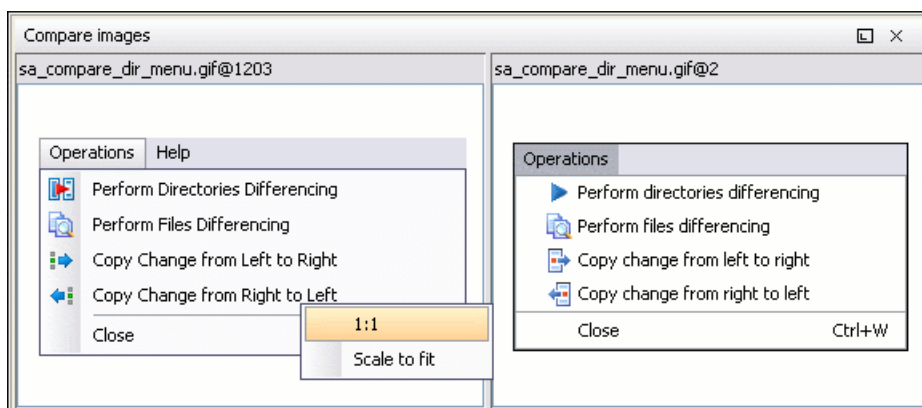 Compare images
sa_compare_dir_menu.gif@1203
Operations Help
Perform Directories Differencing
Perform Files Differencing
Copy Change from Left to Right
Copy Change from Right to Left
Close
1:1
Scale to fit
sa_compare_dir_menu.gif@2
Operations
Perform directories differencing
Perform files differencing
Copy change from left to right
Copy change from right to left
Close Ctrl+W